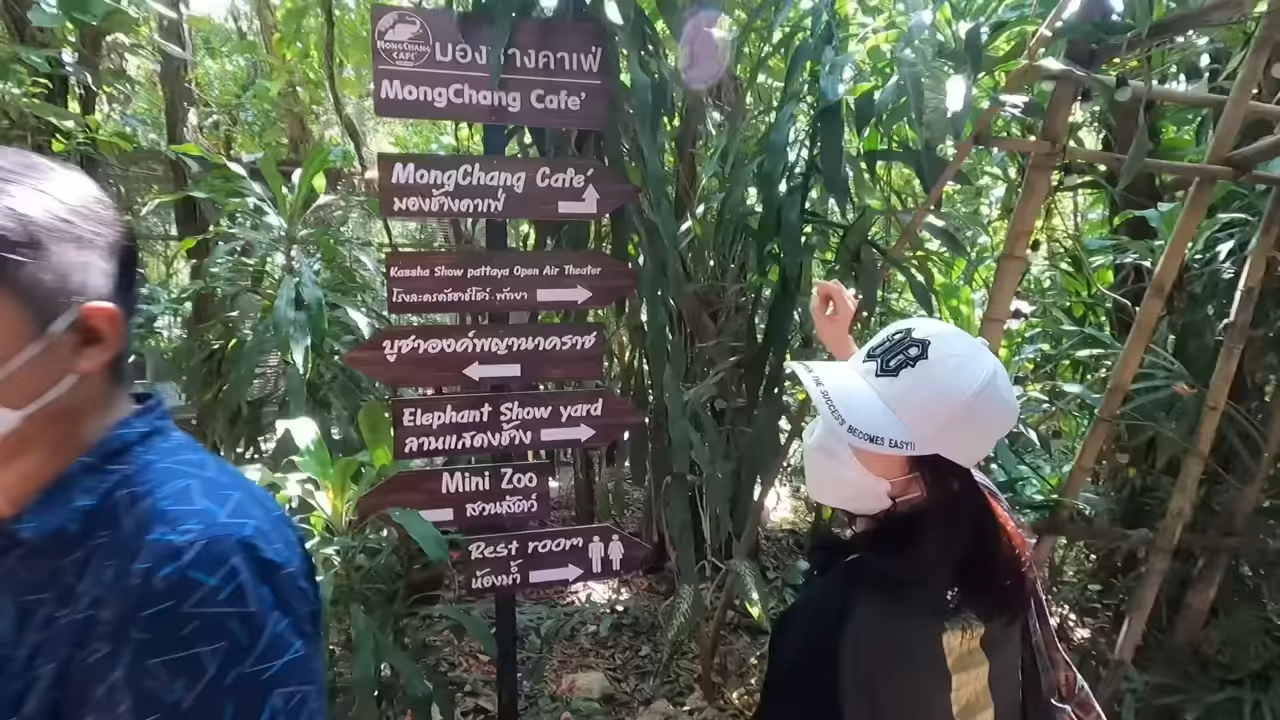 MONGCHANG
CAFE'
มองช้างคาเฟ่
MongChang Cafe'
MongChang Cafe'
มองช้างคาเฟ่
Kassha Show pattaya Open Air Theater
โรงละครคัชชาโชว์.พัทยา
บูชาองค์พญานาคราช
Elephant Show yard
ลานแสดงช้าง
Mini Zoo
สวนสัตว์
Rest room
ห้องน้ำ
THE SUCCESS BECOMES EASY!!